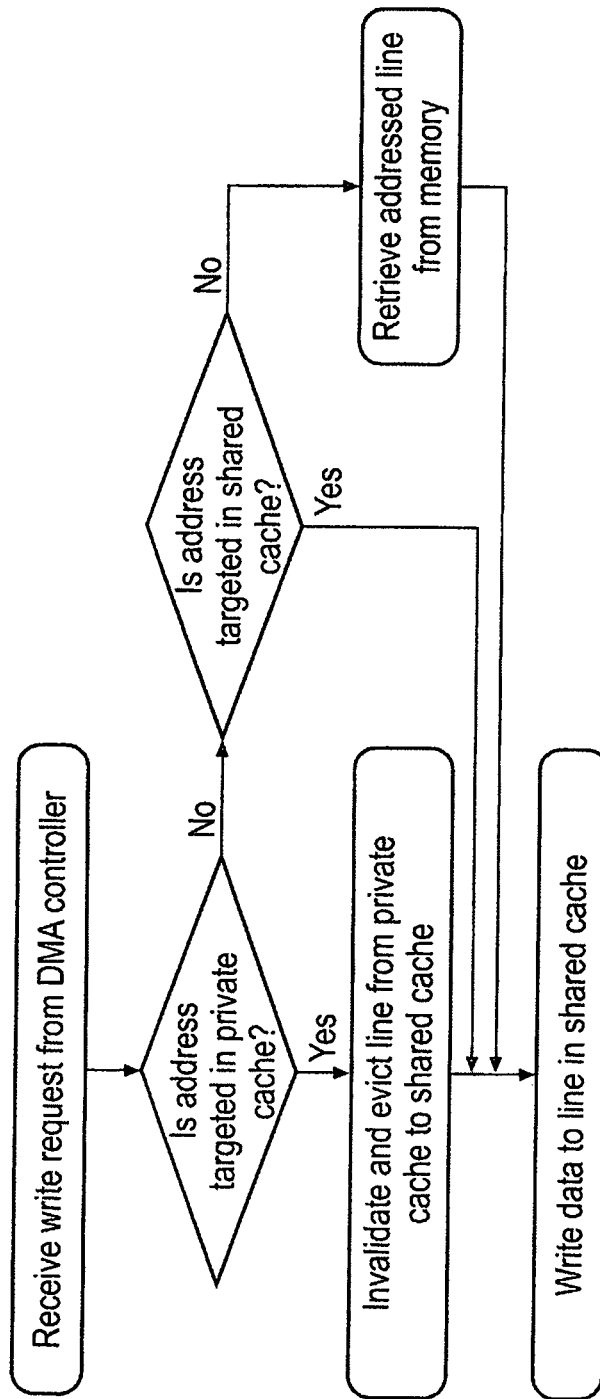 Receive write request from DMA controller
Is address
targeted in private
cache?
No
Yes
Is address
targeted in shared
cache?
No
Yes
Invalidate and evict line from private
cache to shared cache
Retrieve addressed line
from memory
Write data to line in shared cache